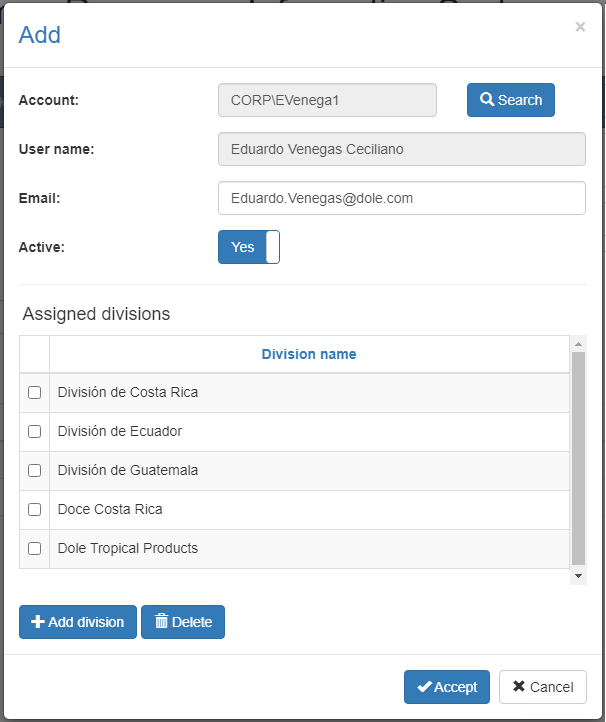 Add
×
Account:
CORP\EVenega1
Search
User name:
Eduardo Venegas Ceciliano
Email:
Eduardo.Venegas@dole.com
Active:
Yes
Assigned divisions
Division name
División de Costa Rica
División de Ecuador
División de Guatemala
Doce Costa Rica
Dole Tropical Products
Add division
Delete
Accept
Cancel